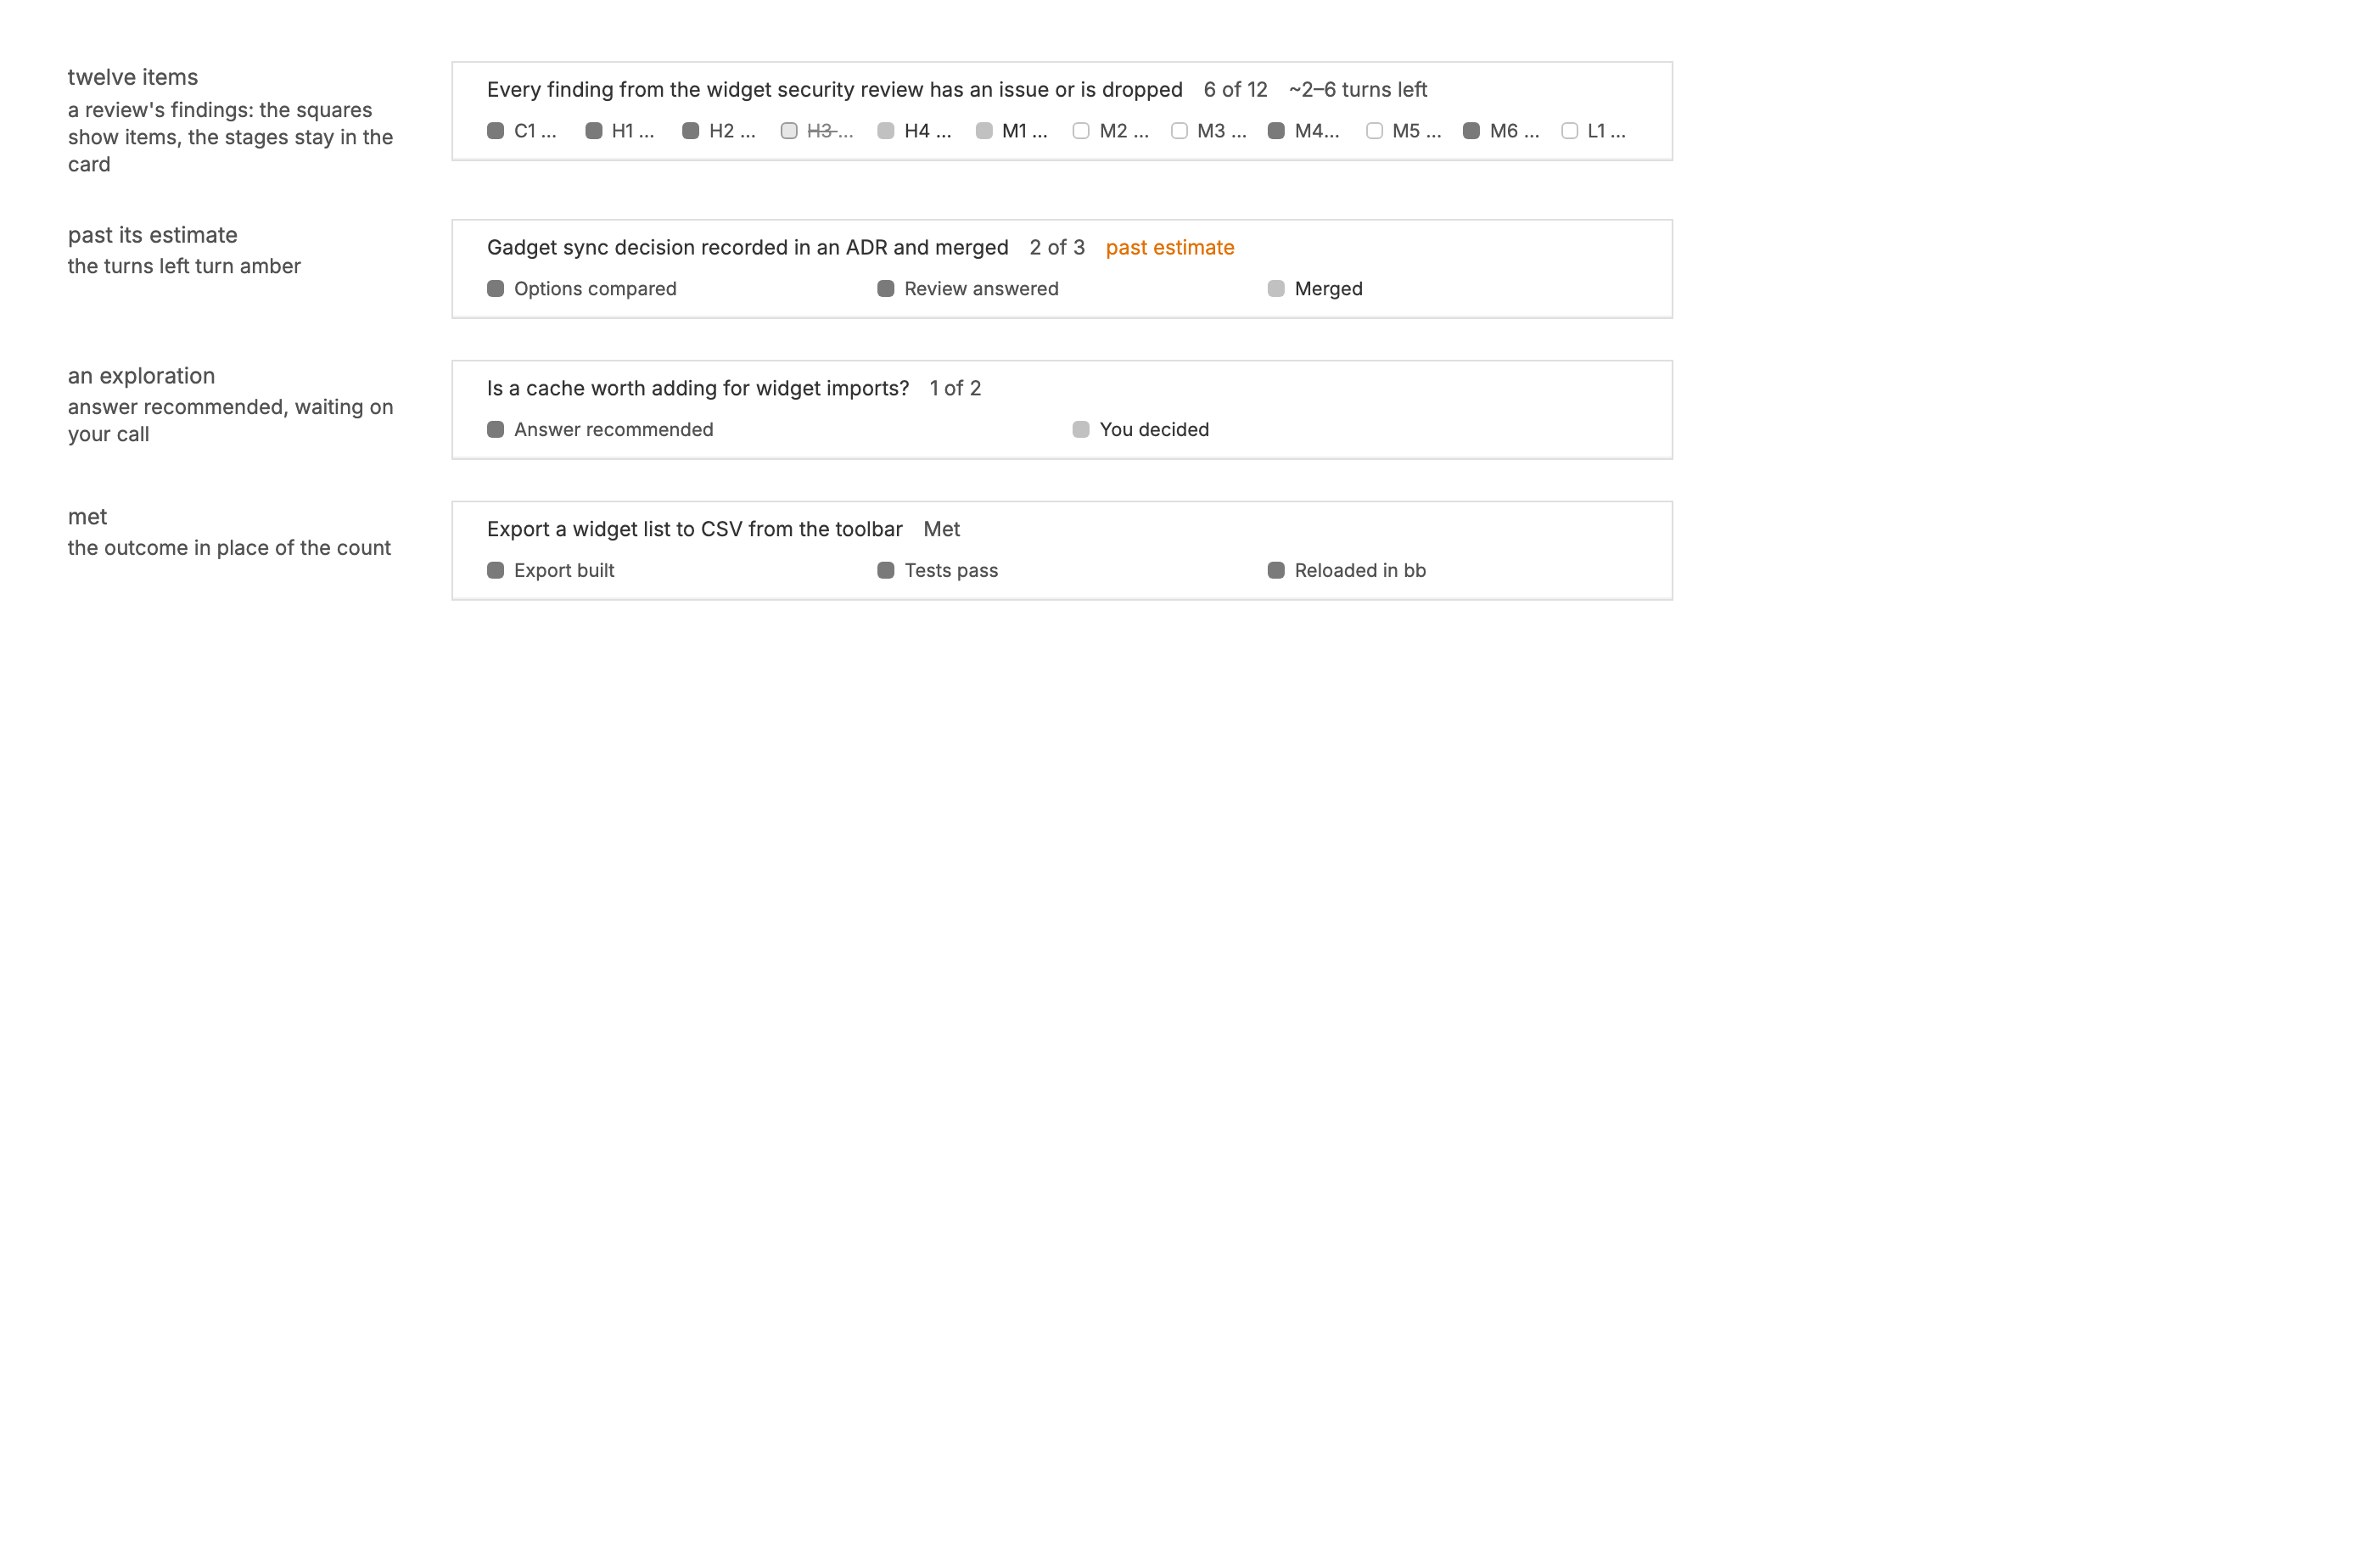 twelve items
a review's findings: the squares
show items, the stages stay in the
card
Every finding from the widget security review has an issue or is dropped 6 of 12 ~2–6 turns left
C1 ... H1 ... H2 ... H3 ... H4 ... M1 ... M2 ... M3 ... M4... M5 ... M6 ... L1 ...
past its estimate
the turns left turn amber
Gadget sync decision recorded in an ADR and merged 2 of 3 past estimate
Options compared Review answered Merged
an exploration
answer recommended, waiting on
your call
Is a cache worth adding for widget imports? 1 of 2
Answer recommended You decided
met
the outcome in place of the count
Export a widget list to CSV from the toolbar Met
Export built Tests pass Reloaded in bb